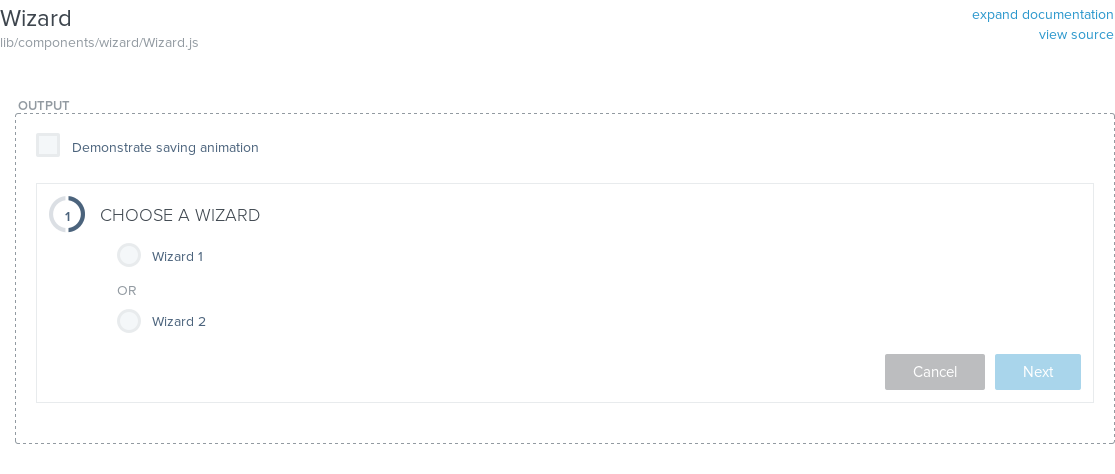 Wizard
expand documentation
lib/components/wizard/Wizard.js
view source
OUTPUT
Demonstrate saving animation
1 CHOOSE A WIZARD
Wizard 1
OR
Wizard 2
Cancel Next